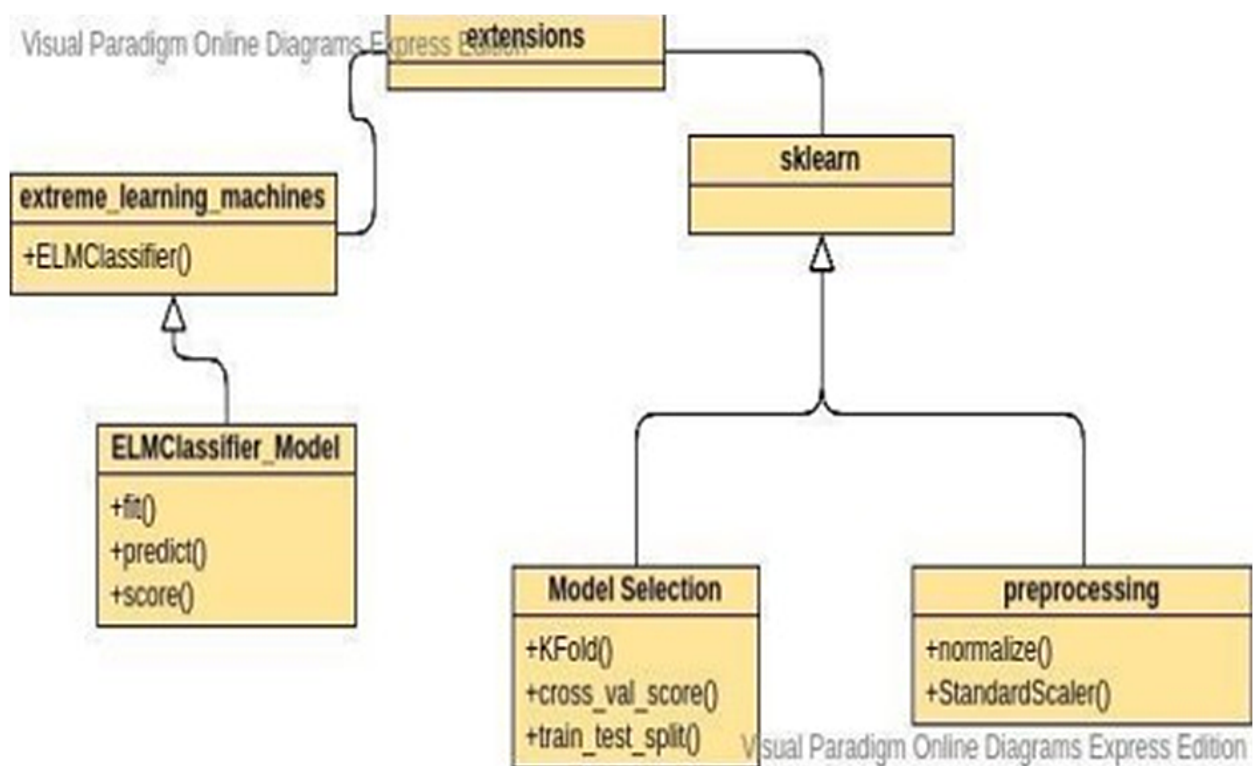 Visual Paradigm Online Diagrams Express Edition
extensions
sklearn
extreme_learning_machines
+ELMClassifier()
ELMClassifier_Model
+fit()
+predict()
+score()
Model Selection
+KFold()
+cross_val_score()
+train_test_split()
preprocessing
+normalize()
+StandardScaler()
Visual Paradigm Online Diagrams Express Edition